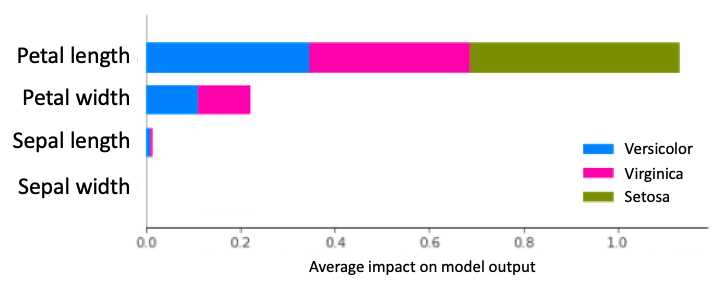 Petal length
Petal width
Sepal length
Sepal width
Versicolor
Virginica
Setosa
0.0 0.2 0.4 0.6 0.8 1.0
Average impact on model output